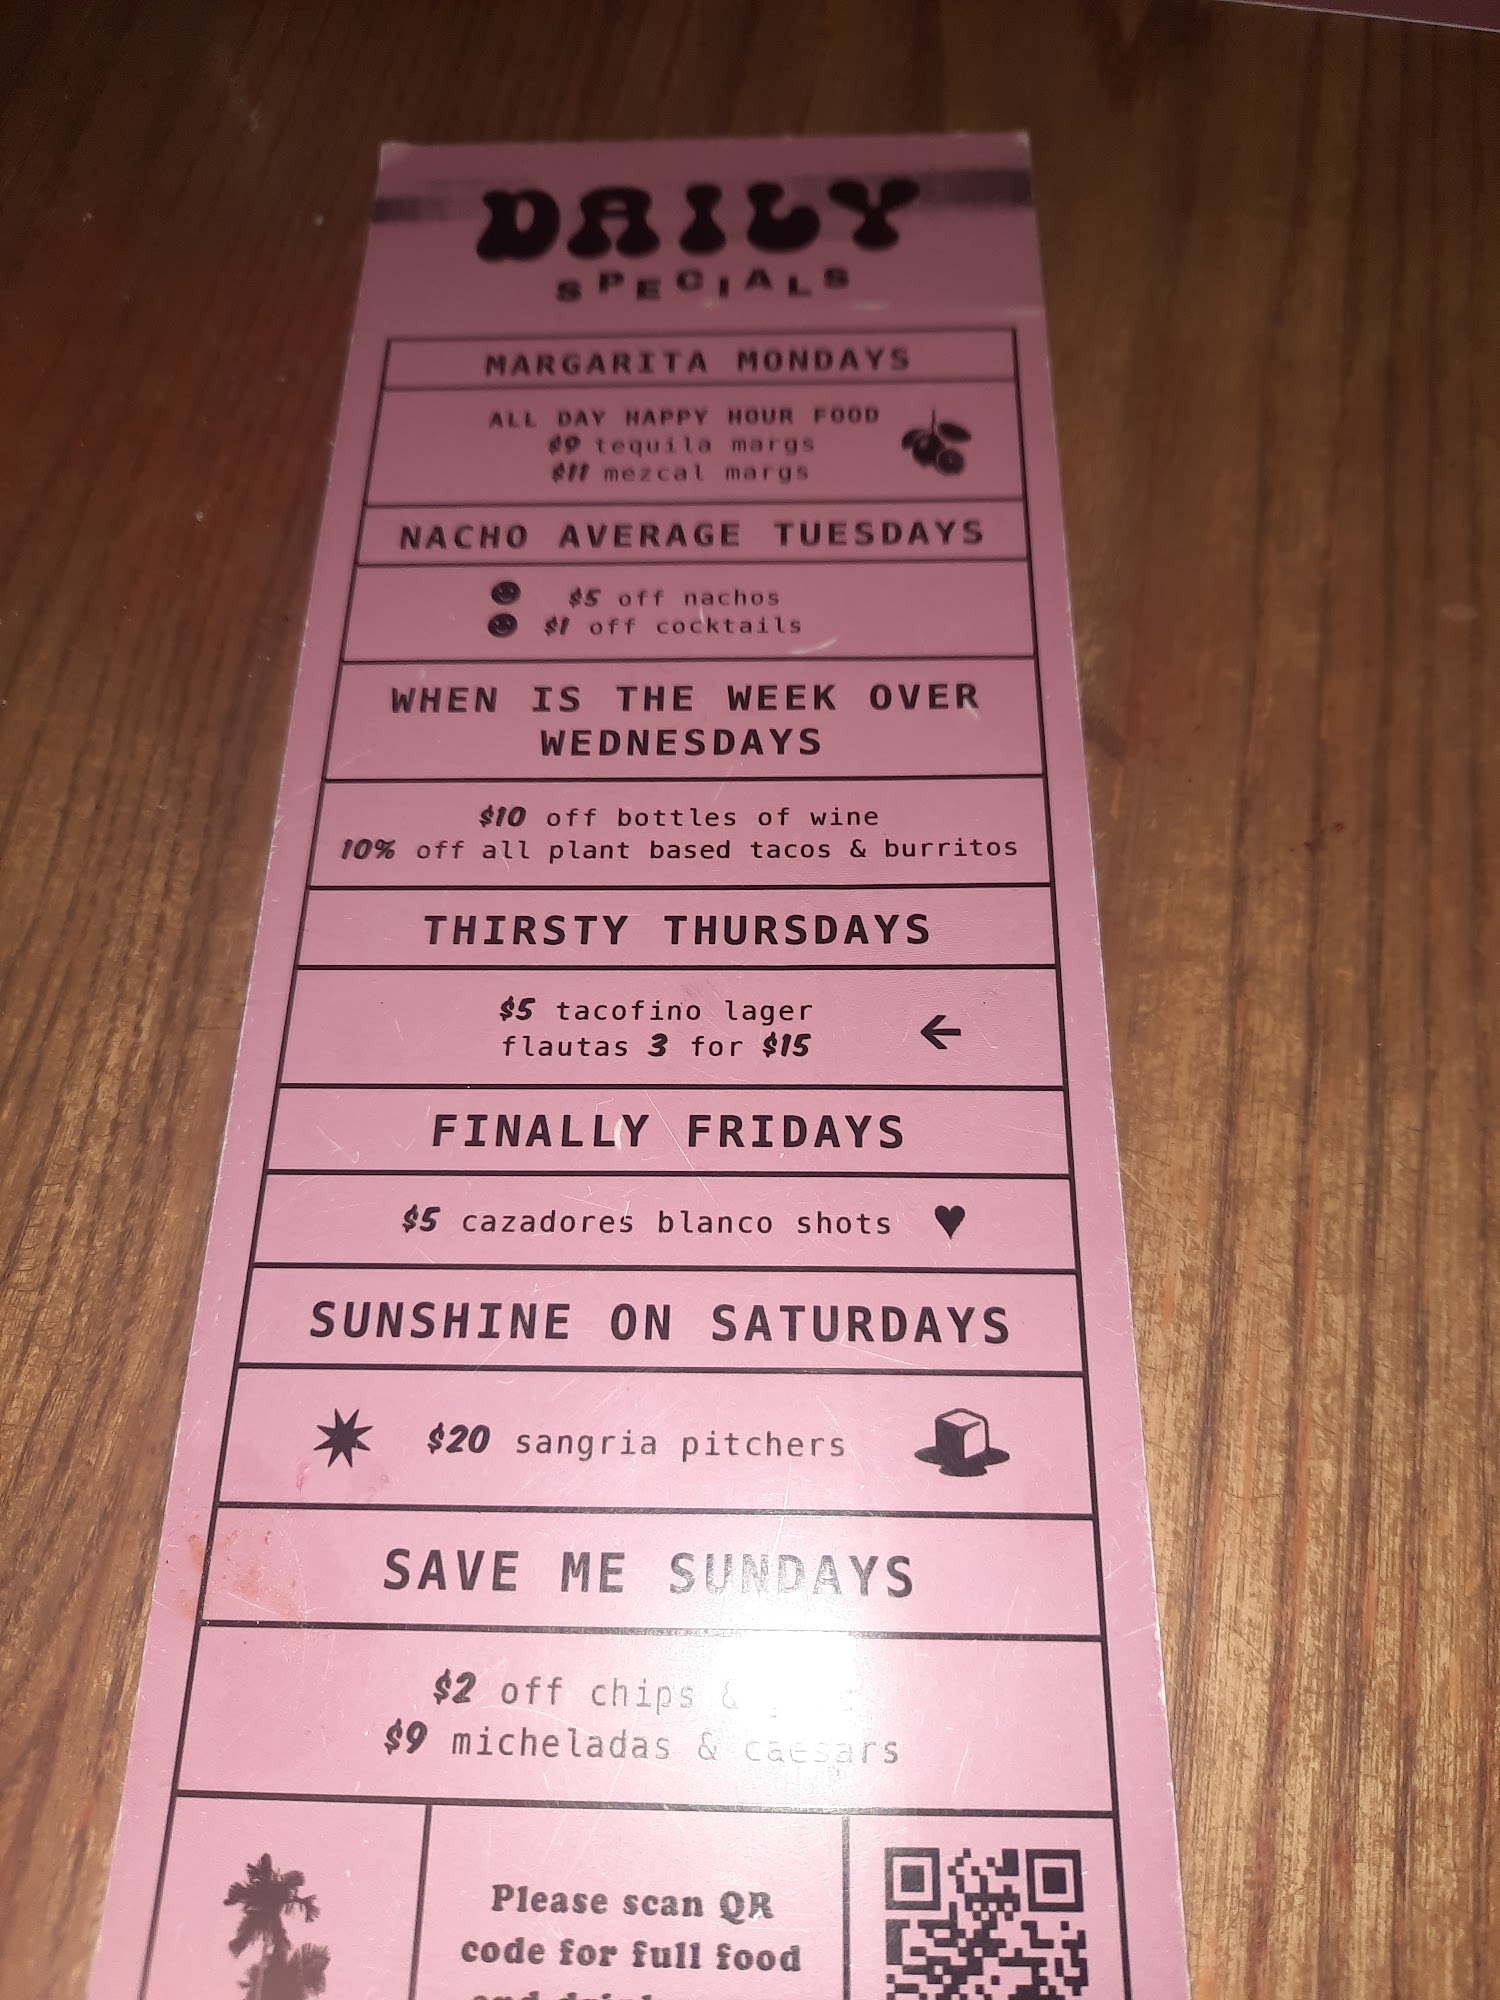 DAILY
SPECIALS
MARGARITA MONDAYS
ALL DAY HAPPY HOUR FOOD
$9 tequila margs
$11 mezcal margs
NACHO AVERAGE TUESDAYS
$5 off nachos
$1 off cocktails
WHEN IS THE WEEK OVER
WEDNESDAYS
$10 off bottles of wine
10% off all plant based tacos & burritos
THIRSTY THURSDAYS
$5 tacofino lager
flautas 3 for $15
FINALLY FRIDAYS
$5 cazadores blanco shots
SUNSHINE ON SATURDAYS
$20 sangria pitchers
SAVE ME SUNDAYS
$2 off chips &
$9 micheladas & caesars
Please scan QR
code for full food